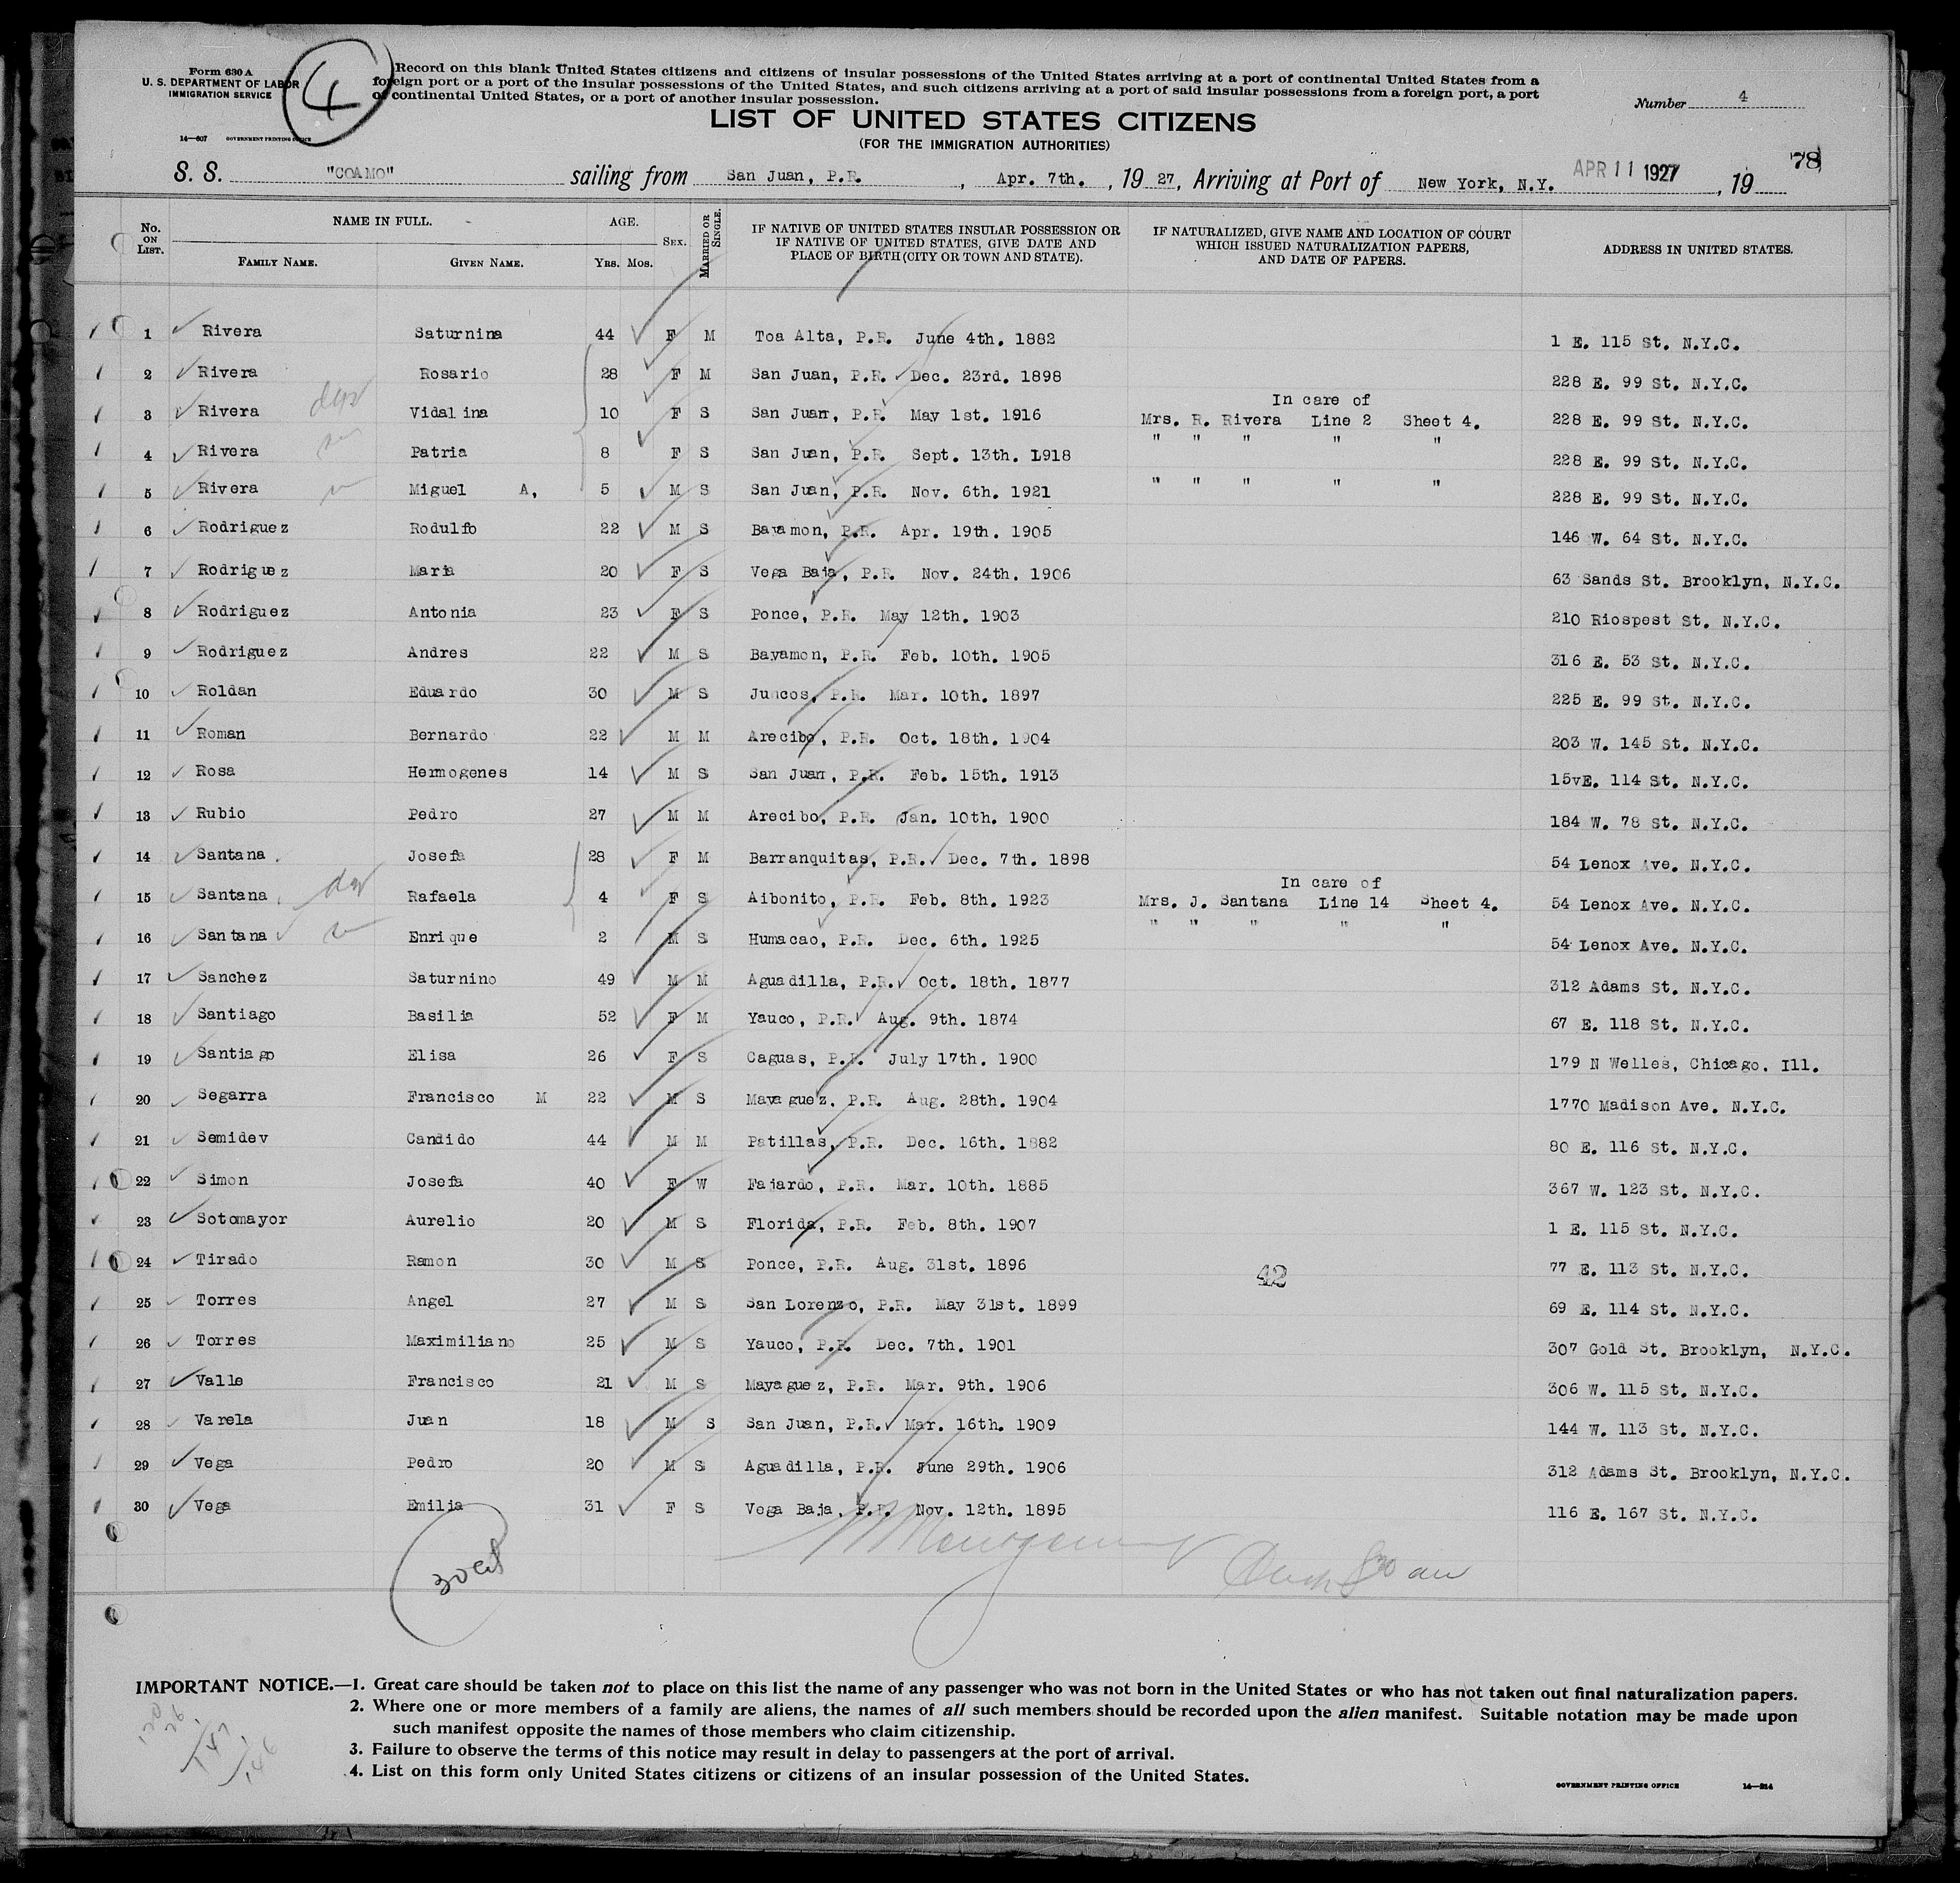 Form 630 A
U. S. DEPARTMENT OF LABOR
IMMIGRATION SERVICE
14—607 GOVERNMENT PRINTING OFFICE
4
Record on this blank United States citizens and citizens of insular possessions of the United States arriving at a port of continental United States from a
foreign port or a port of the insular possessions of the United States, and such citizens arriving at a port of said insular possessions from a foreign port, a port
of continental United States, or a port of another insular possession.
Number 4
LIST OF UNITED STATES CITIZENS
(FOR THE IMMIGRATION AUTHORITIES)
78
S. S. "COAMO" sailing from San Juan, P.R. , Apr. 7th. , 19 27, Arriving at Port of New York, N.Y. APR 11 1927 , 19
No. ON LIST. NAME IN FULL. FAMILY NAME. GIVEN NAME. AGE. YRS. MOS. SEX. MARRIED OR SINGLE. IF NATIVE OF UNITED STATES INSULAR POSSESSION OR IF NATIVE OF UNITED STATES, GIVE DATE AND PLACE OF BIRTH (CITY OR TOWN AND STATE). IF NATURALIZED, GIVE NAME AND LOCATION OF COURT WHICH ISSUED NATURALIZATION PAPERS, AND DATE OF PAPERS. ADDRESS IN UNITED STATES.
1 Rivera Saturnina 44 F M Toa Alta, P.R. June 4th. 1882 1 E. 115 St. N.Y.C.
2 Rivera Rosario 28 F M San Juan, P.R. Dec. 23rd. 1898 228 E. 99 St. N.Y.C.
In care of
3 Rivera Vidalina 10 F S San Juan, P.R. May 1st. 1916 Mrs. R. Rivera Line 2 Sheet 4. 228 E. 99 St. N.Y.C.
4 Rivera Patria 8 F S San Juan, P.R. Sept. 13th. 1918 " " " " " 228 E. 99 St. N.Y.C.
5 Rivera Miguel A, 5 M S San Juan, P.R. Nov. 6th. 1921 " " " " " 228 E. 99 St. N.Y.C.
6 Rodriguez Rodulfo 22 M S Bayamon, P.R. Apr. 19th. 1905 146 W. 64 St. N.Y.C.
7 Rodriguez Maria 20 F S Vega Baja, P.R. Nov. 24th. 1906 63 Sands St. Brooklyn, N.Y.C.
8 Rodriguez Antonia 23 F S Ponce, P.R. May 12th. 1903 210 Riospest St. N.Y.C.
9 Rodriguez Andres 22 M S Bayamon, P.R. Feb. 10th. 1905 316 E. 53 St. N.Y.C.
10 Roldan Eduardo 30 M S Juncos, P.R. Mar. 10th. 1897 225 E. 99 St. N.Y.C.
11 Roman Bernardo 22 M M Arecibo, P.R. Oct. 18th. 1904 203 W. 145 St. N.Y.C.
12 Rosa Hermogenes 14 M S San Juan, P.R. Feb. 15th. 1913 15vE. 114 St. N.Y.C.
13 Rubio Pedro 27 M M Arecibo, P.R. Jan. 10th. 1900 184 W. 78 St. N.Y.C.
14 Santana Josefa 28 F M Barranquitas, P.R. Dec. 7th. 1898 54 Lenox Ave. N.Y.C.
In care of
15 Santana Rafaela 4 F S Aibonito, P.R. Feb. 8th. 1923 Mrs. J. Santana Line 14 Sheet 4. 54 Lenox Ave. N.Y.C.
16 Santana Enrique 2 M S Humacao, P.R. Dec. 6th. 1925 " " " " " 54 Lenox Ave. N.Y.C.
17 Sanchez Saturnino 49 M M Aguadilla, P.R. Oct. 18th. 1877 312 Adams St. N.Y.C.
18 Santiago Basilia 52 F M Yauco, P.R. Aug. 9th. 1874 67 E. 118 St. N.Y.C.
19 Santiago Elisa 26 F S Caguas, P.R. July 17th. 1900 179 N Welles, Chicago. Ill.
20 Segarra Francisco M 22 M S Mayaguez, P.R. Aug. 28th. 1904 1770 Madison Ave. N.Y.C.
21 Semidev Candido 44 M M Patillas, P.R. Dec. 16th. 1882 80 E. 116 St. N.Y.C.
22 Simon Josefa 40 F W Fajardo, P.R. Mar. 10th. 1885 367 W. 123 St. N.Y.C.
23 Sotomayor Aurelio 20 M S Florida, P.R. Feb. 8th. 1907 1 E. 115 St. N.Y.C.
24 Tirado Ramon 30 M S Ponce, P.R. Aug. 31st. 1896 77 E. 113 St. N.Y.C.
42
25 Torres Angel 27 M S San Lorenzo, P.R. May 31st. 1899 69 E. 114 St. N.Y.C.
26 Torres Maximiliano 25 M S Yauco, P.R. Dec. 7th. 1901 307 Gold St. Brooklyn, N.Y.C.
27 Valle Francisco 21 M S Mayaguez, P.R. Mar. 9th. 1906 306 W. 115 St. N.Y.C.
28 Varela Juan 18 M S San Juan, P.R. Mar. 16th. 1909 144 W. 113 St. N.Y.C.
29 Vega Pedro 20 M S Aguadilla, P.R. June 29th. 1906 312 Adams St. Brooklyn, N.Y.C.
30 Vega Emilia 31 F S Vega Baja, P.R. Nov. 12th. 1895 116 E. 167 St. N.Y.C.
30 cit
IMPORTANT NOTICE.—1. Great care should be taken not to place on this list the name of any passenger who was not born in the United States or who has not taken out final naturalization papers.
2. Where one or more members of a family are aliens, the names of all such members should be recorded upon the alien manifest. Suitable notation may be made upon
such manifest opposite the names of those members who claim citizenship.
3. Failure to observe the terms of this notice may result in delay to passengers at the port of arrival.
4. List on this form only United States citizens or citizens of an insular possession of the United States.
GOVERNMENT PRINTING OFFICE 14—214